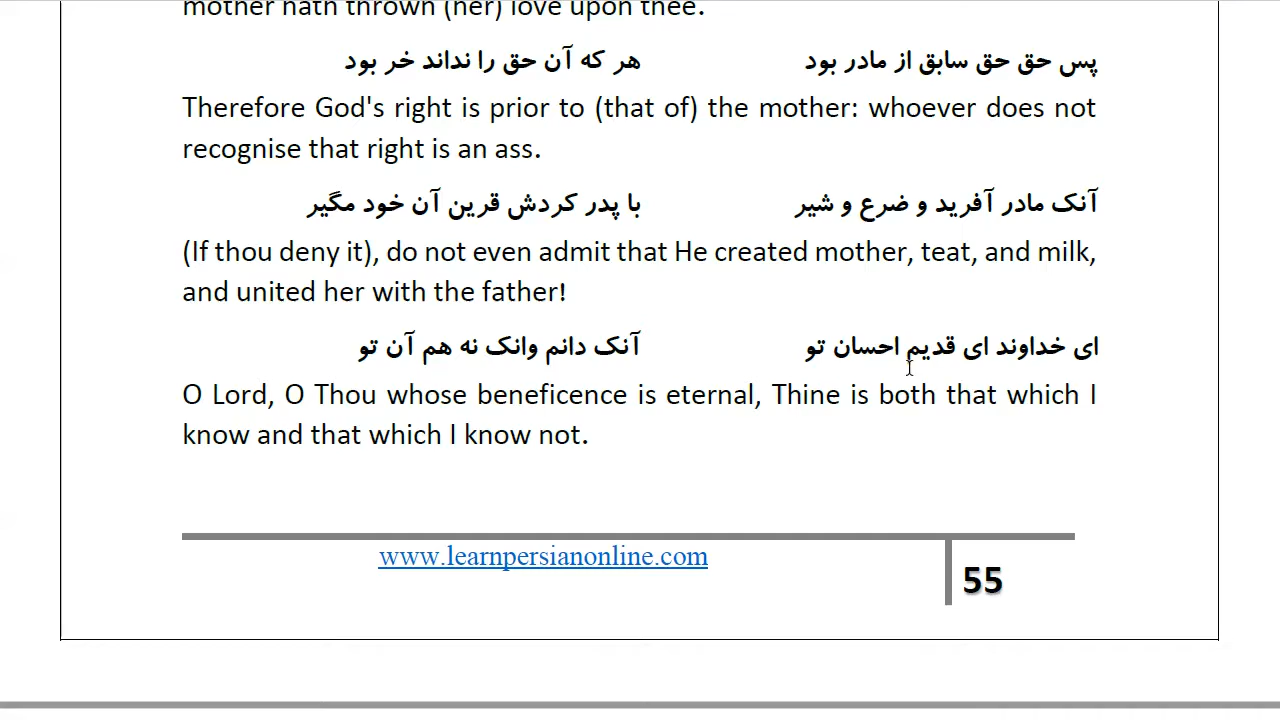 mother hath thrown (her) love upon thee.
پس حق حق سابق از مادر بود هر که آن حق را نداند خر بود
Therefore God's right is prior to (that of) the mother: whoever does not
recognise that right is an ass.
آنک مادر آفرید و ضرع و شیر با پدر کردش قرین آن خود مگیر
(If thou deny it), do not even admit that He created mother, teat, and milk,
and united her with the father!
ای خداوند ای قدیم احسان تو آنک دانم وانک نه هم آن تو
O Lord, O Thou whose beneficence is eternal, Thine is both that which I
know and that which I know not.
www.learnpersianonline.com
55